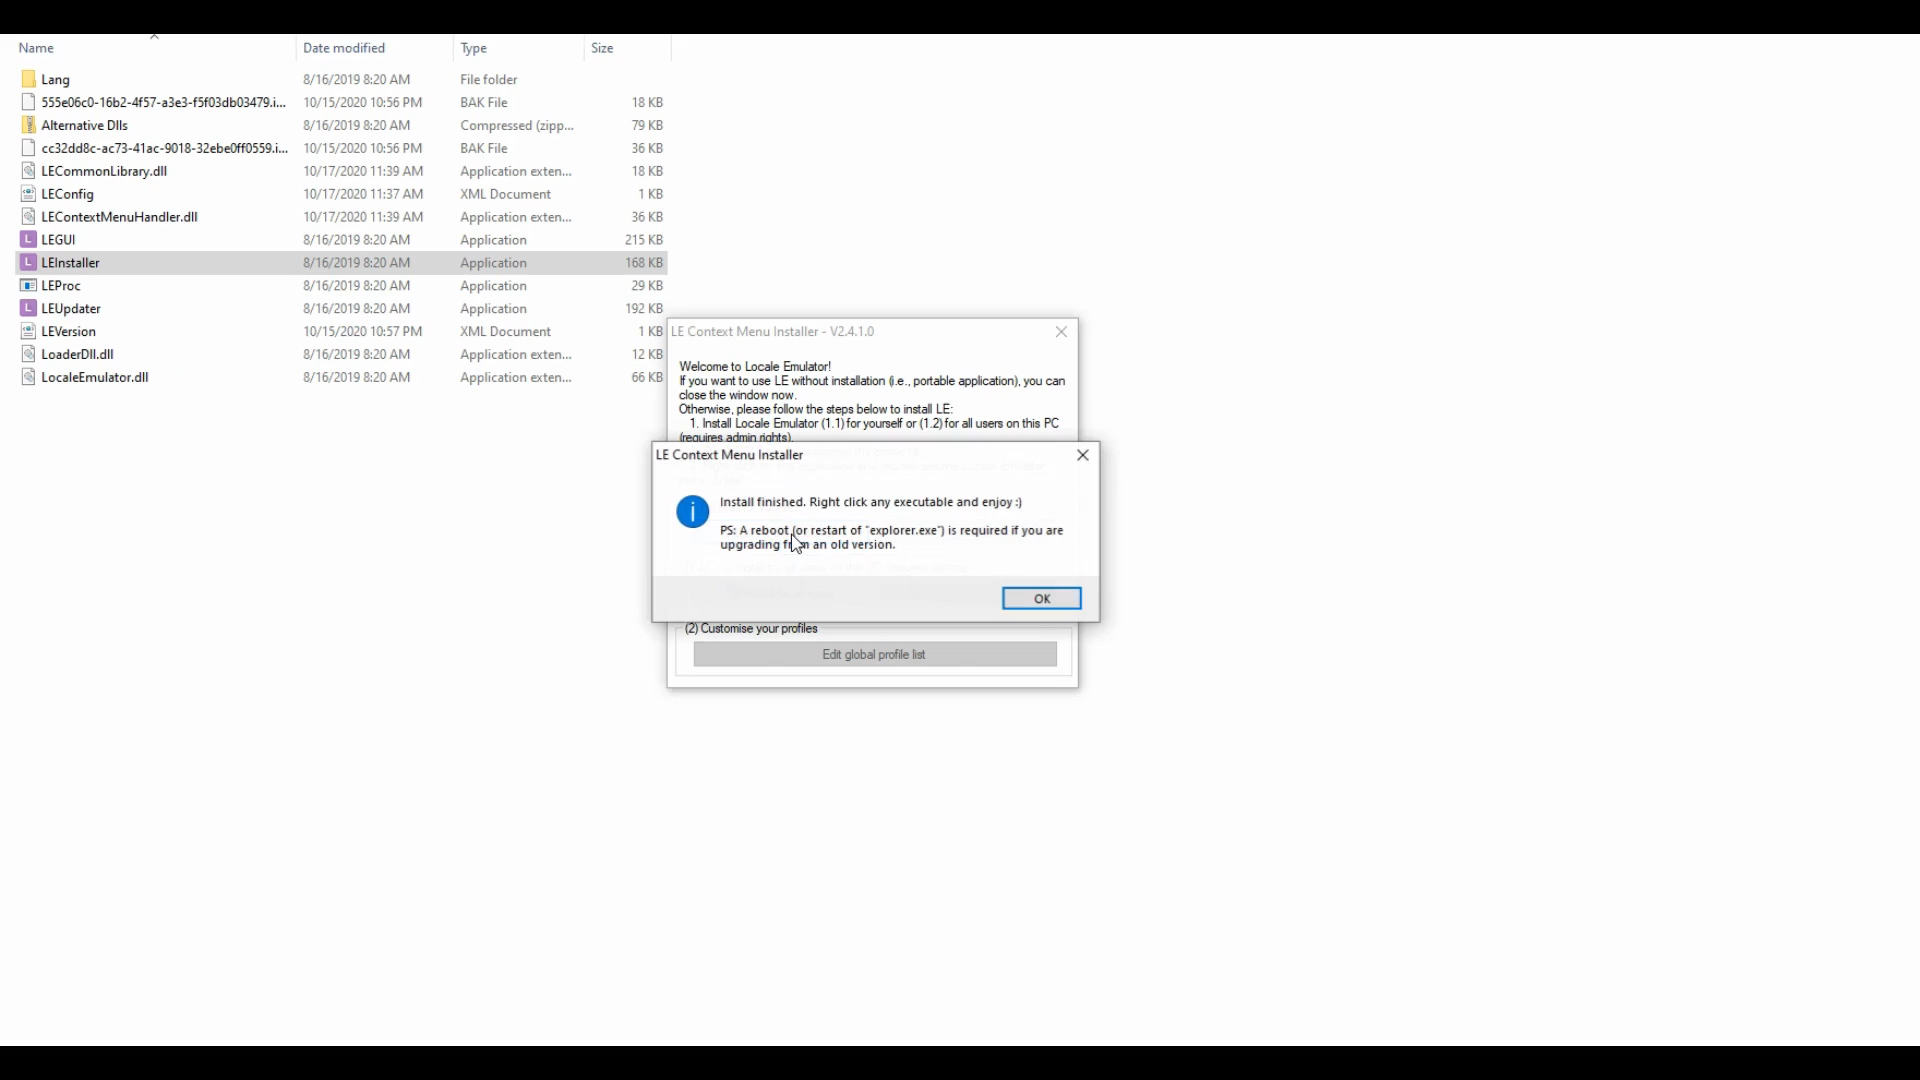 Name Date modified Type Size
Lang 8/16/2019 8:20 AM File folder
555e06c0-16b2-4f57-a3e3-f5f03db03479.i... 10/15/2020 10:56 PM BAK File 18 KB
Alternative Dlls 8/16/2019 8:20 AM Compressed (zipp... 79 KB
cc32dd8c-ac73-41ac-9018-32ebe0ff0559.i... 10/15/2020 10:56 PM BAK File 36 KB
LECommonLibrary.dll 10/17/2020 11:39 AM Application exten... 18 KB
LEConfig 10/17/2020 11:37 AM XML Document 1 KB
LEContextMenuHandler.dll 10/17/2020 11:39 AM Application exten... 36 KB
LEGUI 8/16/2019 8:20 AM Application 215 KB
LEInstaller 8/16/2019 8:20 AM Application 168 KB
LEProc 8/16/2019 8:20 AM Application 29 KB
LEUpdater 8/16/2019 8:20 AM Application 192 KB
LEVersion 10/15/2020 10:57 PM XML Document 1 KB
LoaderDll.dll 8/16/2019 8:20 AM Application exten... 12 KB
LocaleEmulator.dll 8/16/2019 8:20 AM Application exten... 66 KB
LE Context Menu Installer - V2.4.1.0
Welcome to Locale Emulator!
If you want to use LE without installation (i.e., portable application), you can
close the window now.
Otherwise, please follow the steps below to install LE:
1. Install Locale Emulator (1.1) for yourself or (1.2) for all users on this PC
(requires admin rights).
LE Context Menu Installer
Install finished. Right click any executable and enjoy :)
PS: A reboot (or restart of "explorer.exe") is required if you are
upgrading from an old version.
OK
(2) Customise your profiles
Edit global profile list